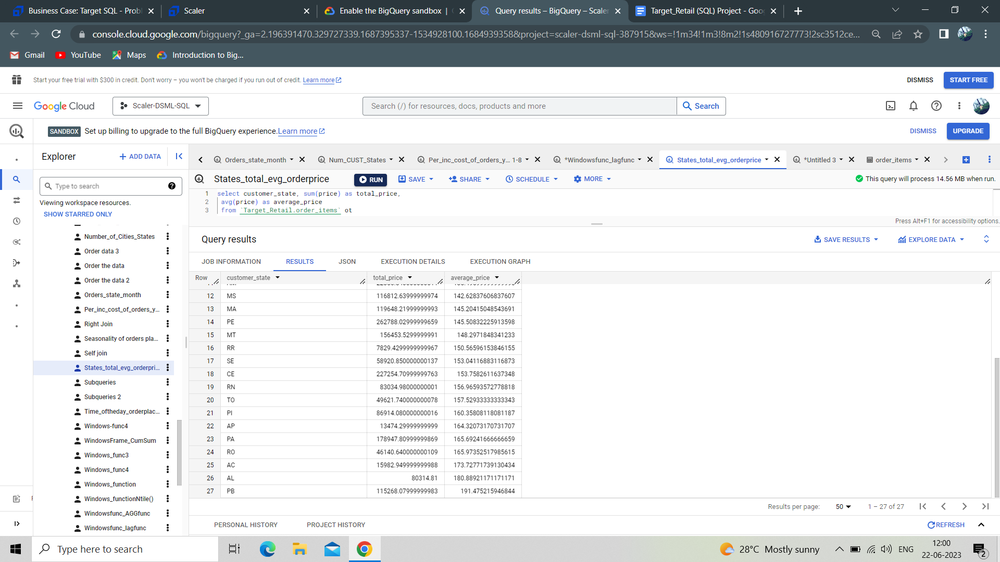 Business Case: Target SQL - Probl
Scaler
Enable the BigQuery sandbox |
Query results – BigQuery – Scaler
Target_Retail (SQL) Project - Goo
console.cloud.google.com/bigquery?_ga=2.196391470.329727339.1687395337-1534928100.1684939358&project=scaler-dsml-sql-387915&ws=!1m34!1m3!8m2!1s480916727773!2sc3512ce...
Gmail YouTube Maps Introduction to Big...
Start your free trial with $300 in credit. Don't worry – you won't be charged if you run out of credit. Learn more DISMISS START FREE
Google Cloud Scaler-DSML-SQL Search (/) for resources, docs, products and more Search
SANDBOX Set up billing to upgrade to the full BigQuery experience. Learn more DISMISS UPGRADE
Explorer + ADD DATA
Orders_state_month Num_CUST_States Per_inc_cost_of_orders_y... 1-8 *Windowsfunc_lagfunc States_total_evg_orderprice *Untitled 3 order_items
Type to search
Viewing workspace resources.
SHOW STARRED ONLY
States_total_evg_orderprice RUN SAVE SHARE SCHEDULE MORE This query will process 14.56 MB when run.
1 select customer_state, sum(price) as total_price,
2 avg(price) as average_price
3 from `Target_Retail.order_items` ot
Press Alt+F1 for accessibility options.
Number_of_Cities_States
Order data 3
Order the data
Order the data 2
Orders_state_month
Per_inc_cost_of_orders_y...
Right Join
Seasonality of orders pla...
Self join
States_total_evg_orderpri...
Subqueries
Subqueries 2
Time_oftheday_orderplac...
Windows-func4
WindowsFrame_CumSum
Windows_func3
Windows_func4
Windows_function
Windows_functionNtile()
Windowsfunc_AGGfunc
Windowsfunc_lagfunc
Query results SAVE RESULTS EXPLORE DATA
JOB INFORMATION RESULTS JSON EXECUTION DETAILS EXECUTION GRAPH
Row customer_state total_price average_price
12 MS 116812.63999999974 142.62837606837607
13 MA 119648.21999999993 145.20415048543691
14 PE 262788.02999999659 145.50832225913598
15 MT 156453.5299999991 148.2971848341233
16 RR 7829.4299999999967 150.56596153846155
17 SE 58920.850000000137 153.04116883116873
18 CE 227254.70999999763 153.7582611637348
19 RN 83034.98000000001 156.96593572778818
20 TO 49621.740000000078 157.52933333333343
21 PI 86914.080000000016 160.35808118081187
22 AP 13474.29999999999 164.32073170731707
23 PA 178947.80999999869 165.69241666666659
24 RO 46140.640000000109 165.97352517985615
25 AC 15982.949999999988 173.72771739130434
26 AL 80314.81 180.88921171171171
27 PB 115268.07999999983 191.475215946844
Results per page: 50 1 – 27 of 27
PERSONAL HISTORY PROJECT HISTORY REFRESH
Type here to search 28°C Mostly sunny ENG 12:00
22-06-2023 2